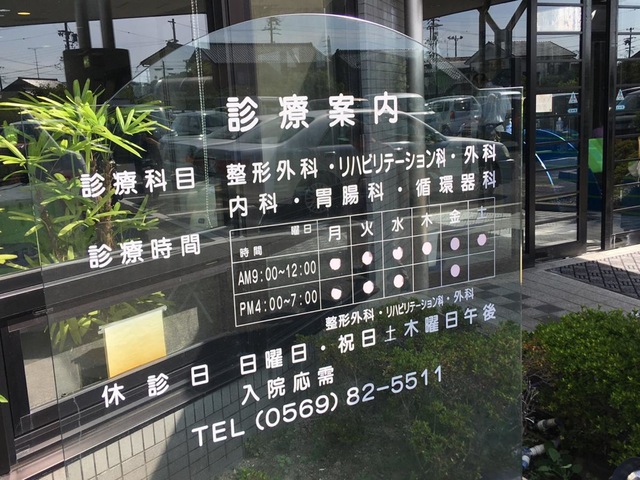 診療案内
診療科目 整形外科・リハビリテーション科・外科
内科・胃腸科・循環器科
診療時間
時間 曜日 月 火 水 木 金 土
AM9:00~12:00 ● ● ● ● ● ●
PM4:00~7:00 ● ● ● ●
整形外科・リハビリテーション科・外科
休診日 日曜日・祝日 土 木曜日午後
入院応需
TEL (0569) 82-5511